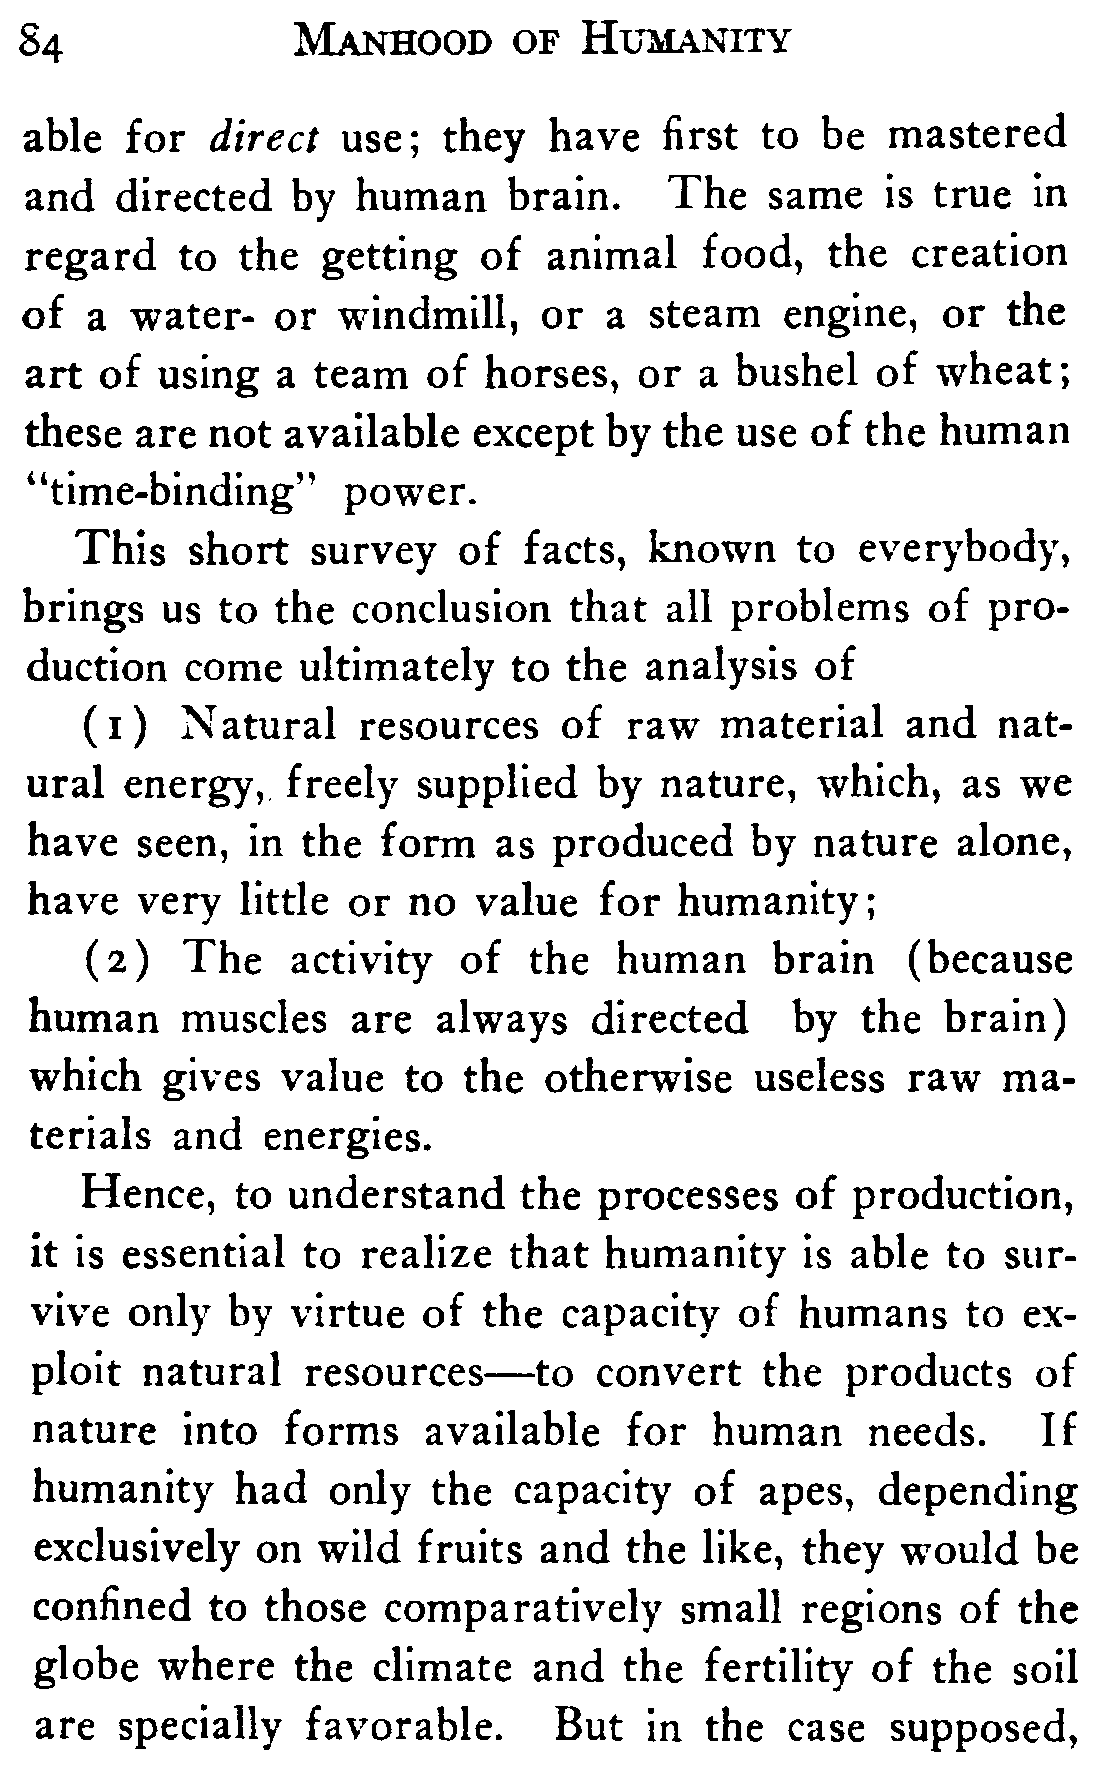 84 MANHOOD OF HUMANITY
able for direct use; they have first to be mastered
and directed by human brain. The same is true in
regard to the getting of animal food, the creation
of a water- or windmill, or a steam engine, or the
art of using a team of horses, or a bushel of wheat;
these are not available except by the use of the human
“time-binding” power.
This short survey of facts, known to everybody,
brings us to the conclusion that all problems of pro-
duction come ultimately to the analysis of
(1) Natural resources of raw material and nat-
ural energy, freely supplied by nature, which, as we
have seen, in the form as produced by nature alone,
have very little or no value for humanity;
(2) The activity of the human brain (because
human muscles are always directed by the brain)
which gives value to the otherwise useless raw ma-
terials and energies.
Hence, to understand the processes of production,
it is essential to realize that humanity is able to sur-
vive only by virtue of the capacity of humans to ex-
ploit natural resources—to convert the products of
nature into forms available for human needs. If
humanity had only the capacity of apes, depending
exclusively on wild fruits and the like, they would be
confined to those comparatively small regions of the
globe where the climate and the fertility of the soil
are specially favorable. But in the case supposed,